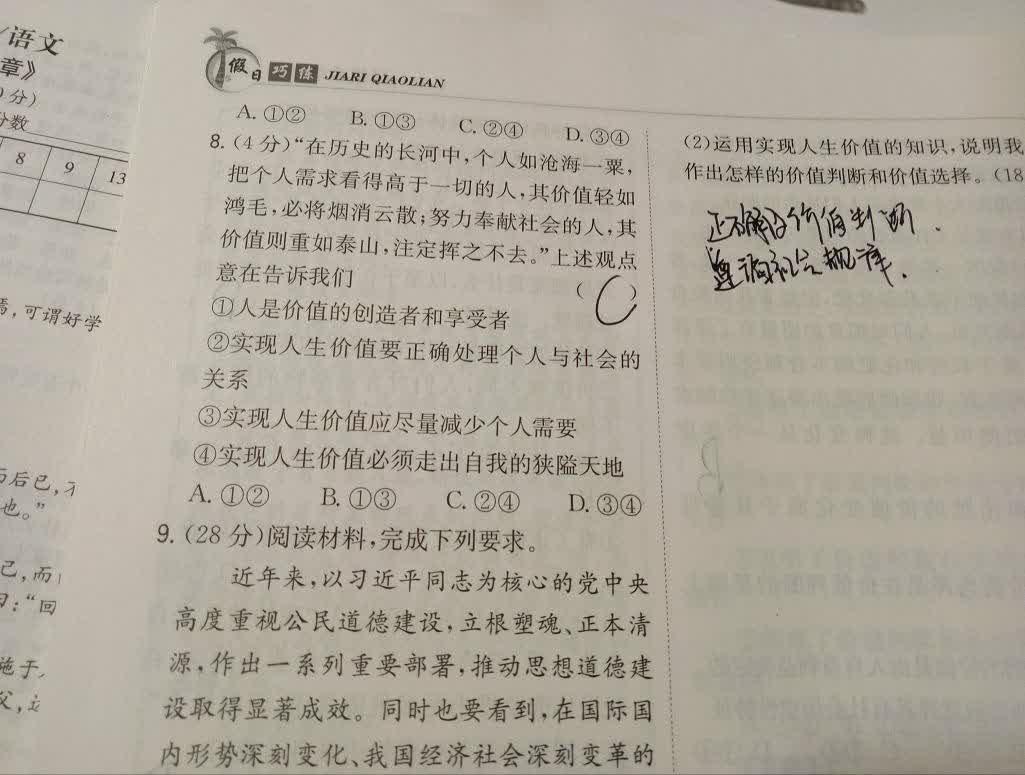 语文
章》
分）
分数
8 9 13
焉，可谓好学
后已，
也。”
己，而
曰：“回
施于
父，
假日巧练 JIARI QIAOLIAN
A. ①② B. ①③ C. ②④ D. ③④
8. (4 分)“在历史的长河中，个人如沧海一粟，
把个人需求看得高于一切的人，其价值轻如
鸿毛，必将烟消云散；努力奉献社会的人，其
价值则重如泰山，注定挥之不去。”上述观点
意在告诉我们 ( C )
①人是价值的创造者和享受者
②实现人生价值要正确处理个人与社会的
关系
③实现人生价值应尽量减少个人需要
④实现人生价值必须走出自我的狭隘天地
A. ①② B. ①③ C. ②④ D. ③④
9. (28 分)阅读材料，完成下列要求。
近年来，以习近平同志为核心的党中央
高度重视公民道德建设，立根塑魂、正本清
源，作出一系列重要部署，推动思想道德建
设取得显著成效。同时也要看到，在国际国
内形势深刻变化、我国经济社会深刻变革的
(2)运用实现人生价值的知识，说明我
作出怎样的价值判断和价值选择。(18
正确的价值判断．
遵循社会规律．